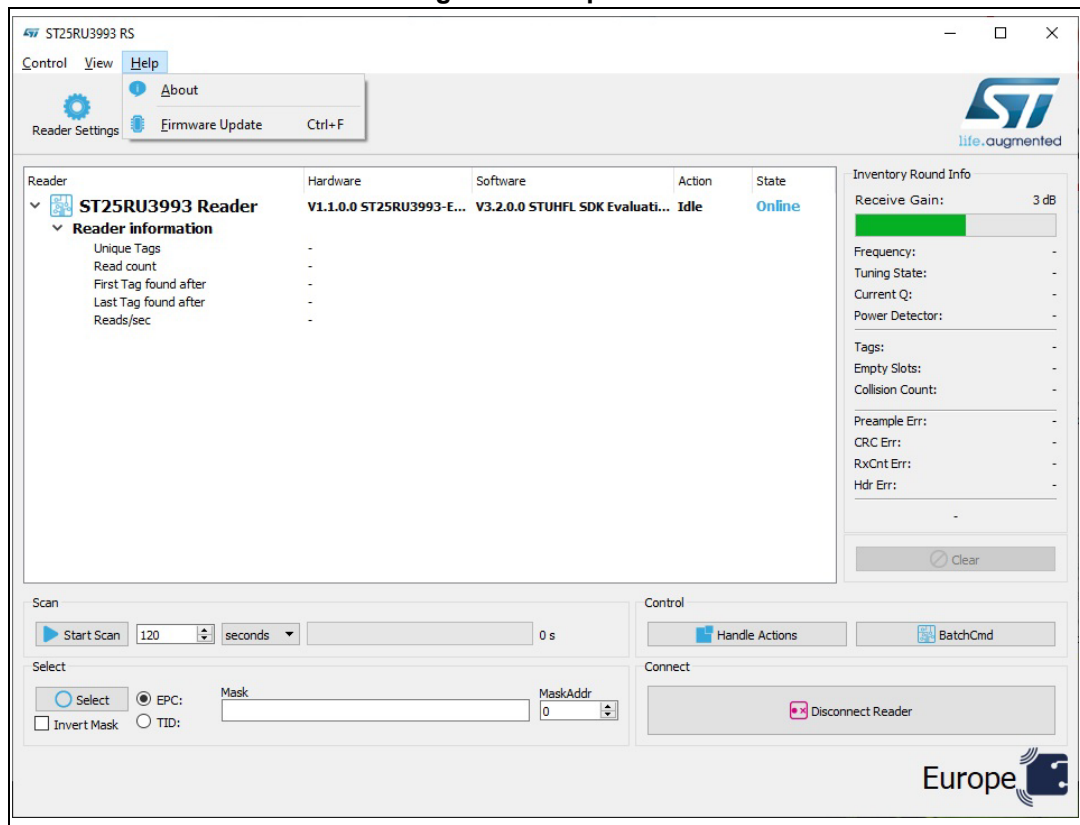 ST25RU3993 RS
Control View Help
About
Firmware Update Ctrl+F
Reader Settings
ST
life.augmented
Reader Hardware Software Action State
ST25RU3993 Reader V1.1.0.0 ST25RU3993-E... V3.2.0.0 STUHFL SDK Evaluati... Idle Online
Reader information
Unique Tags -
Read count -
First Tag found after -
Last Tag found after -
Reads/sec -
Inventory Round Info
Receive Gain: 3 dB
Frequency: -
Tuning State: -
Current Q: -
Power Detector: -
Tags: -
Empty Slots: -
Collision Count: -
Preample Err: -
CRC Err: -
RxCnt Err: -
Hdr Err: -
-
Clear
Scan
Start Scan 120 seconds 0 s
Control
Handle Actions BatchCmd
Select
Select EPC: Mask MaskAddr
0
Invert Mask TID:
Connect
Disconnect Reader
Europe